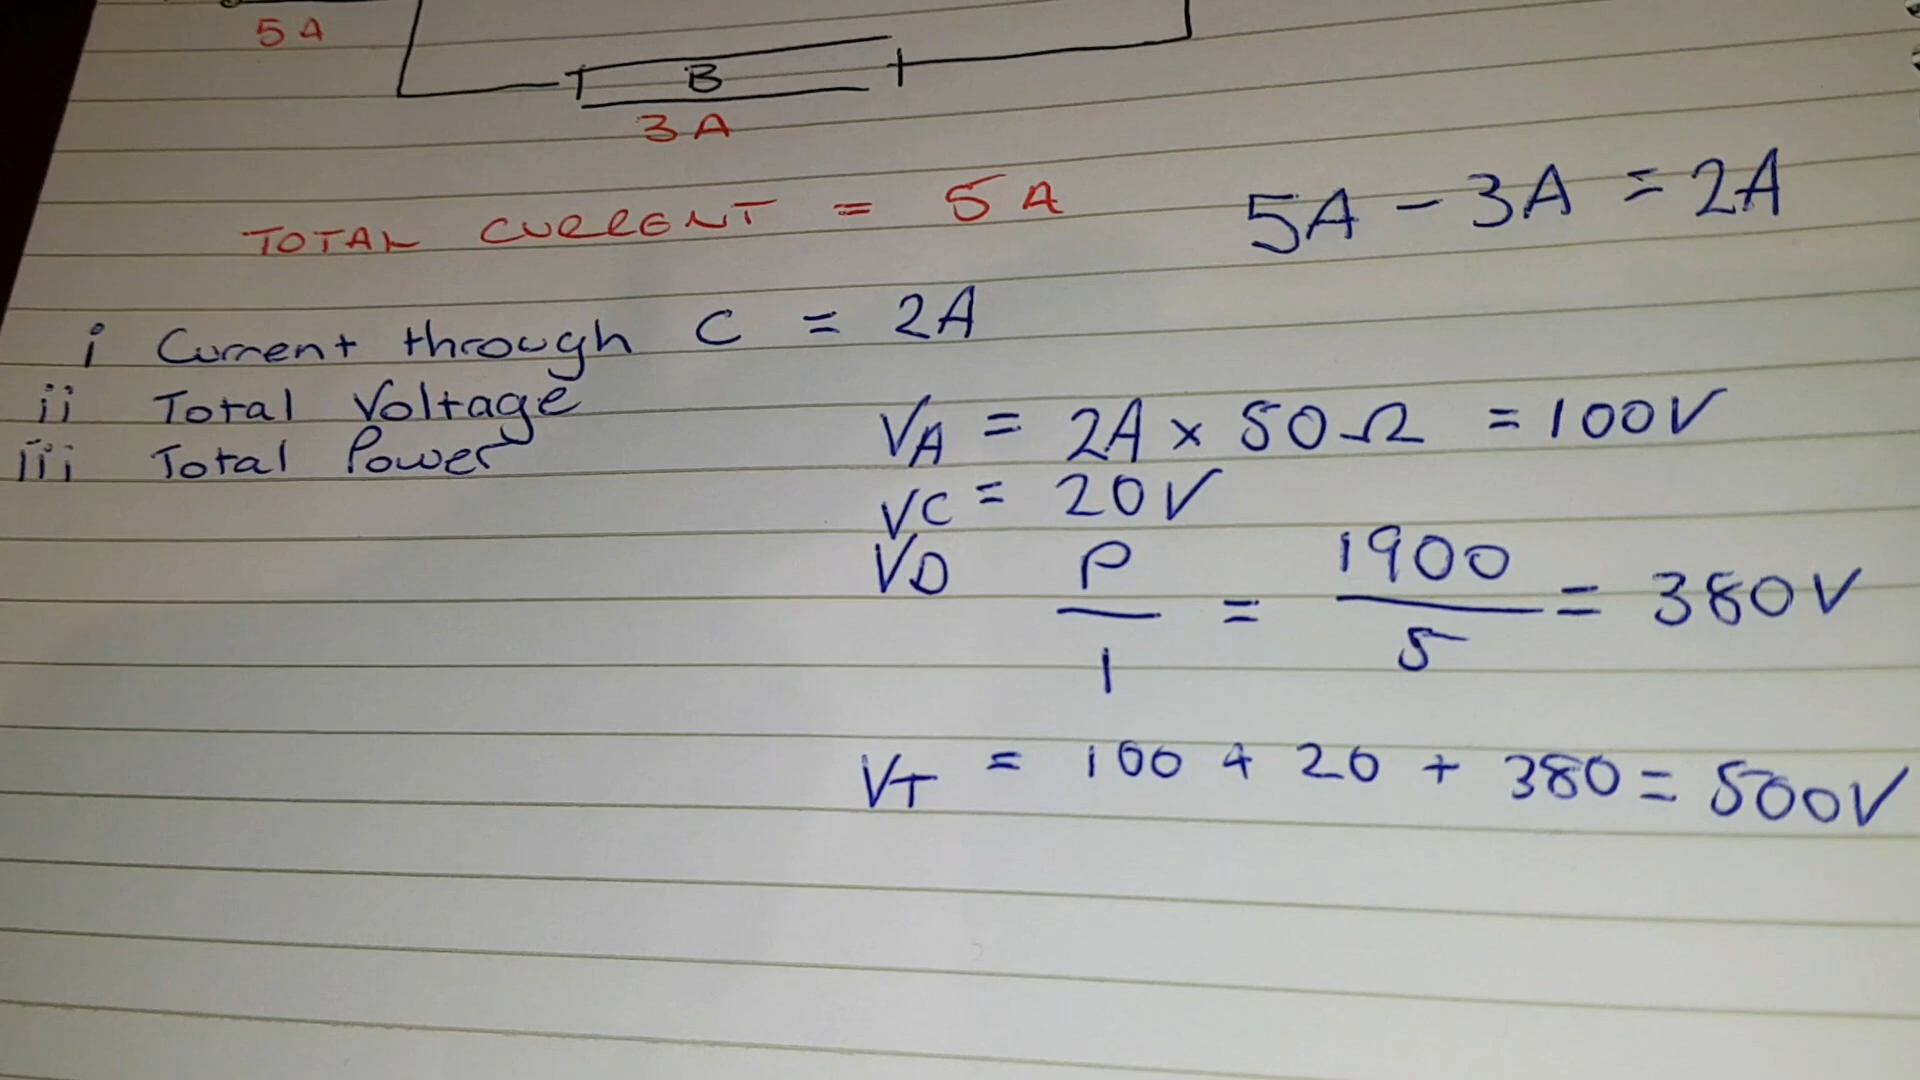 5A
B
3A
TOTAL CURRENT = 5A
5A - 3A = 2A
i Current through C = 2A
ii Total Voltage
iii Total Power
VA = 2A x 50Ω = 100V
VC = 20V
VD P/I = 1900/5 = 380V
VT = 100 + 20 + 380 = 500V